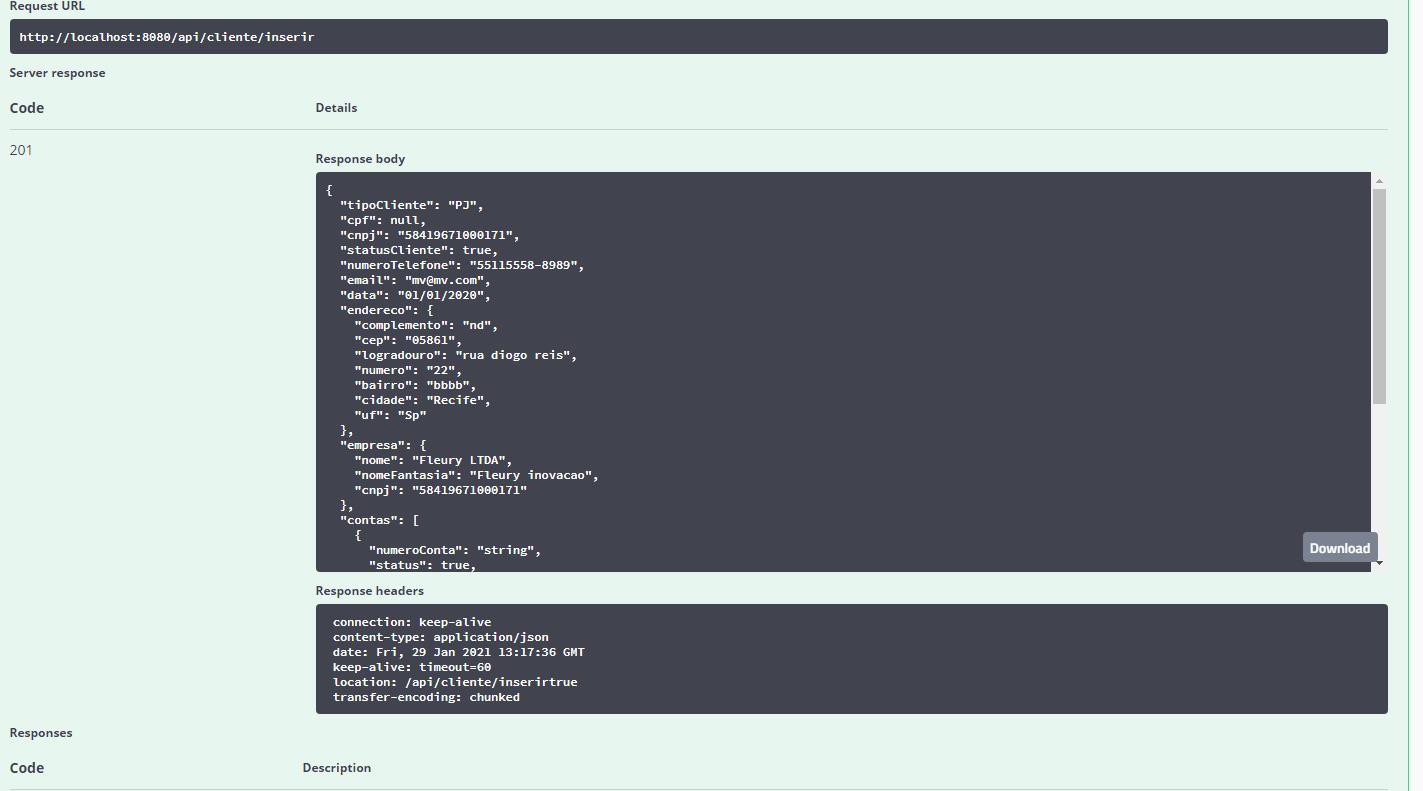 Request URL
http://localhost:8080/api/cliente/inserir
Server response
Code Details
201
Response body
{
"tipoCliente": "PJ",
"cpf": null,
"cnpj": "58419671000171",
"statusCliente": true,
"numeroTelefone": "55115558-8989",
"email": "mv@mv.com",
"data": "01/01/2020",
"endereco": {
"complemento": "nd",
"cep": "05861",
"logradouro": "rua diogo reis",
"numero": "22",
"bairro": "bbbb",
"cidade": "Recife",
"uf": "Sp"
},
"empresa": {
"nome": "Fleury LTDA",
"nomeFantasia": "Fleury inovacao",
"cnpj": "58419671000171"
},
"contas": [
{
"numeroConta": "string",
"status": true,
Download
Response headers
connection: keep-alive
content-type: application/json
date: Fri, 29 Jan 2021 13:17:36 GMT
keep-alive: timeout=60
location: /api/cliente/inserirtrue
transfer-encoding: chunked
Responses
Code Description